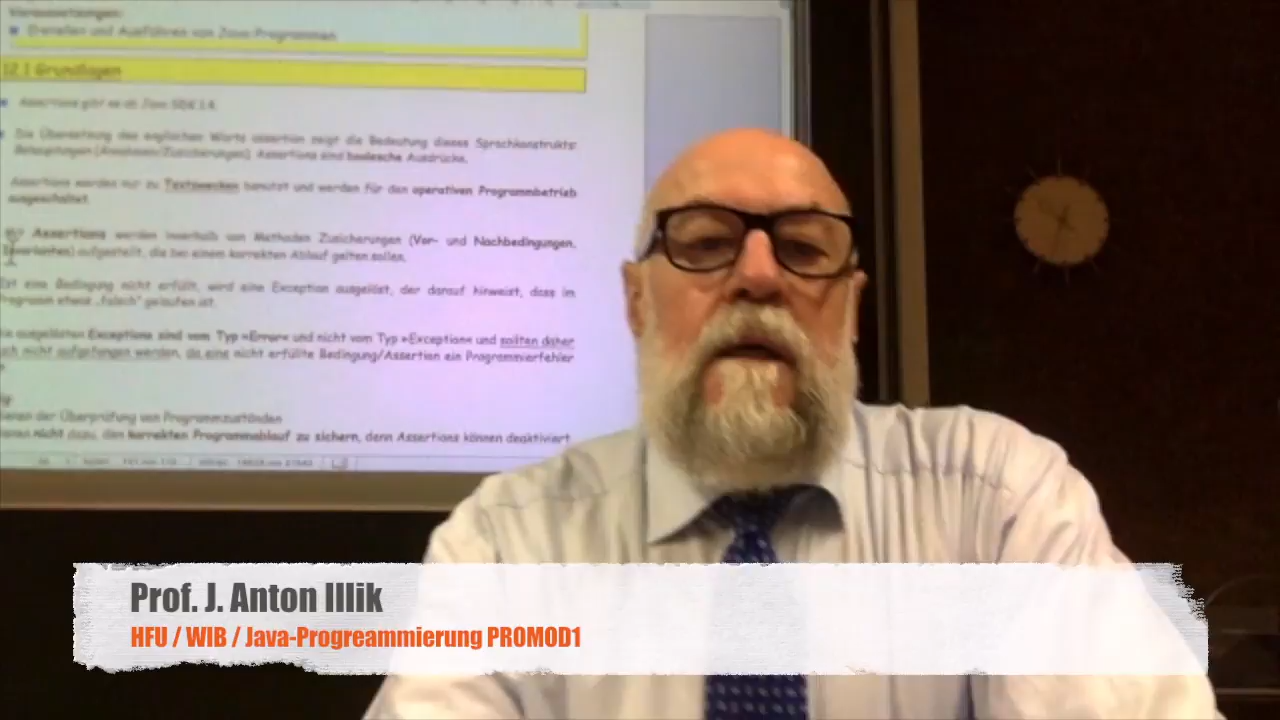 Voraussetzungen:
Erstellen und Ausführen von Java-Programmen
12.1 Grundlagen
Assertions gibt es ab Java SDK 1.4.
Die Übersetzung des englischen Worts assertion zeigt die Bedeutung dieses Sprachkonstrukts:
Behauptungen (Annahmen/Zusicherungen). Assertions sind boolesche Ausdrücke.
Assertions werden nur zu Testzwecken benutzt und werden für den operativen Programmbetrieb
ausgeschaltet.
Assertions werden innerhalb von Methoden Zusicherungen (Vor- und Nachbedingungen,
Invarianten) aufgestellt, die bei einem korrekten Ablauf gelten sollen.
Ist eine Bedingung nicht erfüllt, wird eine Exception ausgelöst, der darauf hinweist, dass im
Programm etwas „falsch" gelaufen ist.
ausgelösten Exceptions sind vom Typ »Error« und nicht vom Typ »Exception« und sollten daher
nicht aufgefangen werden, da eine nicht erfüllte Bedingung/Assertion ein Programmierfehler
der Überprüfung von Programmzuständen
nicht dazu, den korrekten Programmablauf zu sichern, denn Assertions können deaktiviert
Prof. J. Anton Illik
HFU / WIB / Java-Progreammierung PROMOD1